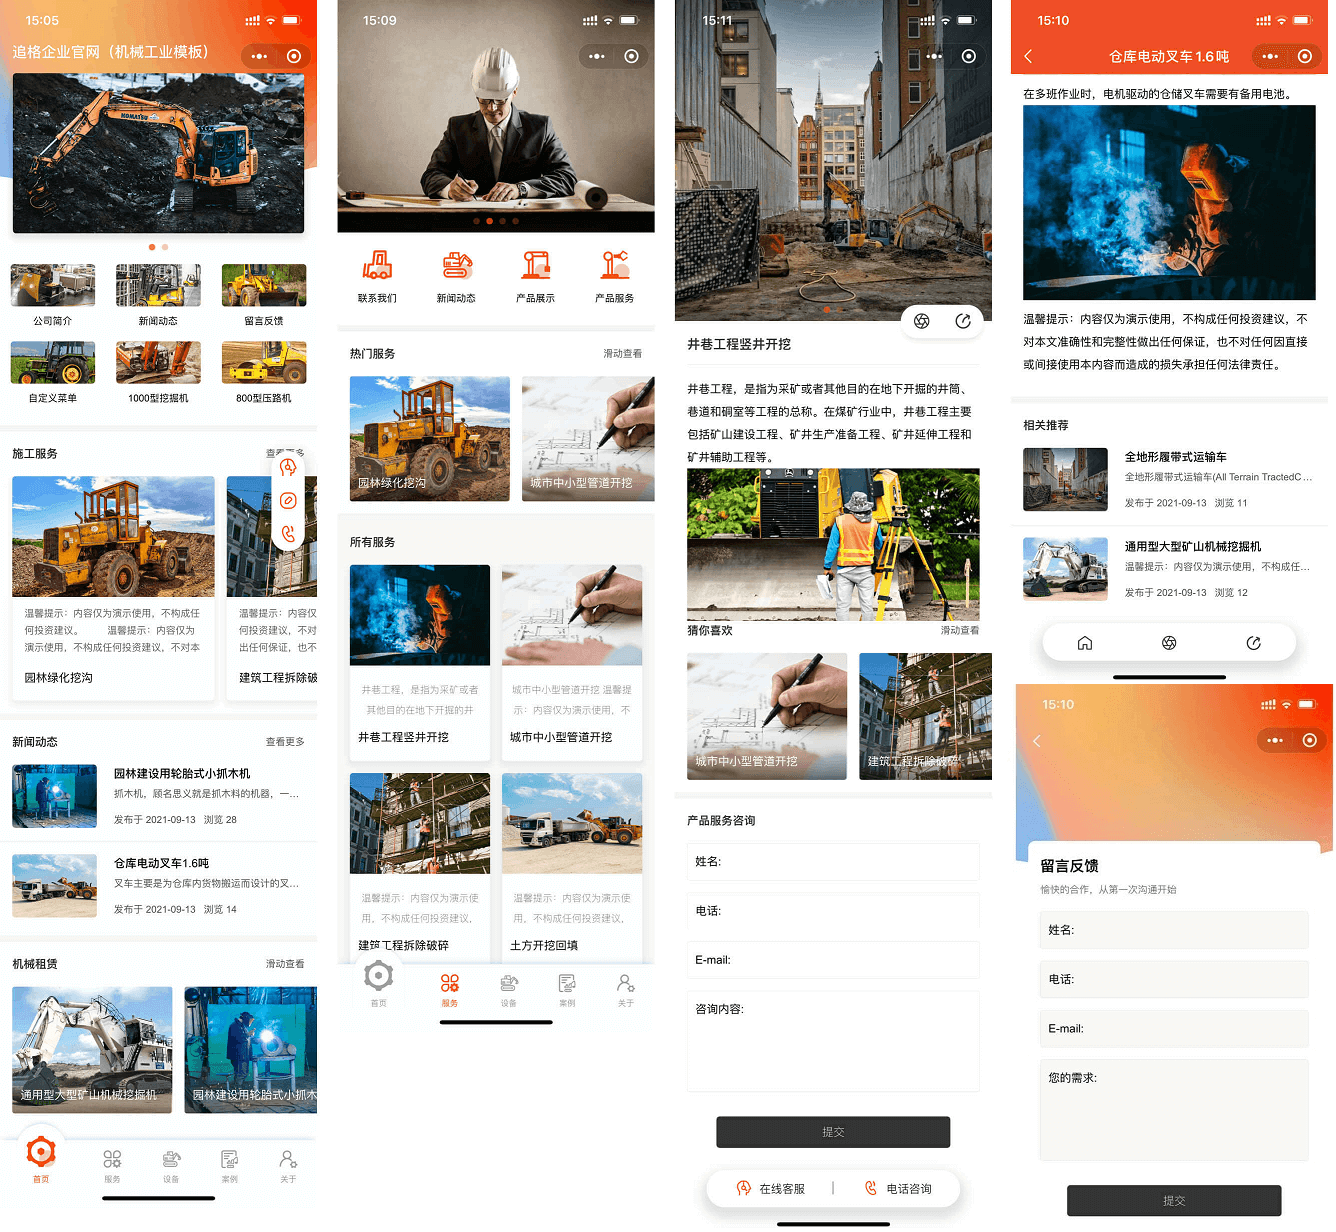 15:05
追格企业官网（机械工业模板）
KOMATSU
公司简介
新闻动态
留言反馈
自定义菜单
1000型挖掘机
800型压路机
施工服务
查看更多
温馨提示：内容仅为演示使用，不构成任
何投资建议。 温馨提示：内容仅为
演示使用，不构成任何投资建议，不对本
园林绿化挖沟
温馨提示：内容仅
投资建议，不对
出任何保证，也不
建筑工程拆除破
新闻动态
查看更多
园林建设用轮胎式小抓木机
抓木机，顾名思义就是抓木料的机器，一…
发布于 2021-09-13 浏览 28
仓库电动叉车1.6吨
叉车主要是为仓库内货物搬运而设计的叉…
发布于 2021-09-13 浏览 14
机械租赁
滑动查看
通用型大型矿山机械挖掘机
园林建设用轮胎式小抓木
首页
服务
设备
案例
关于
15:09
联系我们
新闻动态
产品展示
产品服务
热门服务
滑动查看
园林绿化挖沟
城市中小型管道开挖
所有服务
井巷工程，是指为采矿或者
其他目的在地下开掘的井
井巷工程竖井开挖
城市中小型管道开挖 温馨提
示：内容仅为演示使用，不
城市中小型管道开挖
温馨提示：内容仅为演示使
用，不构成任何投资建议，
建筑工程拆除破碎
温馨提示：内容仅为演示使
用，不构成任何投资建议，
土方开挖回填
首页
服务
设备
案例
关于
15:11
井巷工程竖井开挖
井巷工程，是指为采矿或者其他目的在地下开掘的井筒、
巷道和硐室等工程的总称。在煤矿行业中，井巷工程主要
包括矿山建设工程、矿井生产准备工程、矿井延伸工程和
矿井辅助工程等。
猜你喜欢
滑动查看
城市中小型管道开挖
建筑工程拆除破碎
产品服务咨询
姓名:
电话:
E-mail:
咨询内容:
提交
在线客服
电话咨询
15:10
仓库电动叉车1.6吨
在多班作业时，电机驱动的仓储叉车需要有备用电池。
温馨提示：内容仅为演示使用，不构成任何投资建议，不
对本文准确性和完整性做出任何保证，也不对任何因直接
或间接使用本内容而造成的损失承担任何法律责任。
相关推荐
全地形履带式运输车
全地形履带式运输车(All Terrain TractedC…
发布于 2021-09-13 浏览 11
通用型大型矿山机械挖掘机
温馨提示：内容仅为演示使用，不构成任…
发布于 2021-09-13 浏览 12
15:10
留言反馈
愉快的合作，从第一次沟通开始
姓名:
电话:
E-mail:
您的需求:
提交